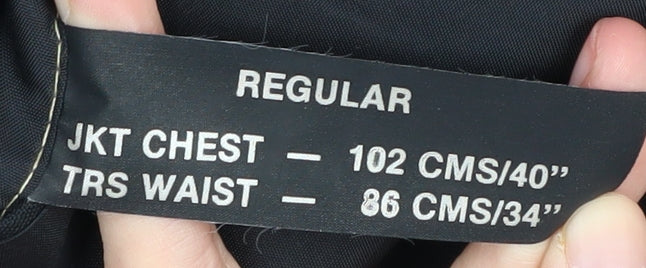 REGULAR
JKT CHEST — 102 CMS/40”
TRS WAIST — 86 CMS/34”